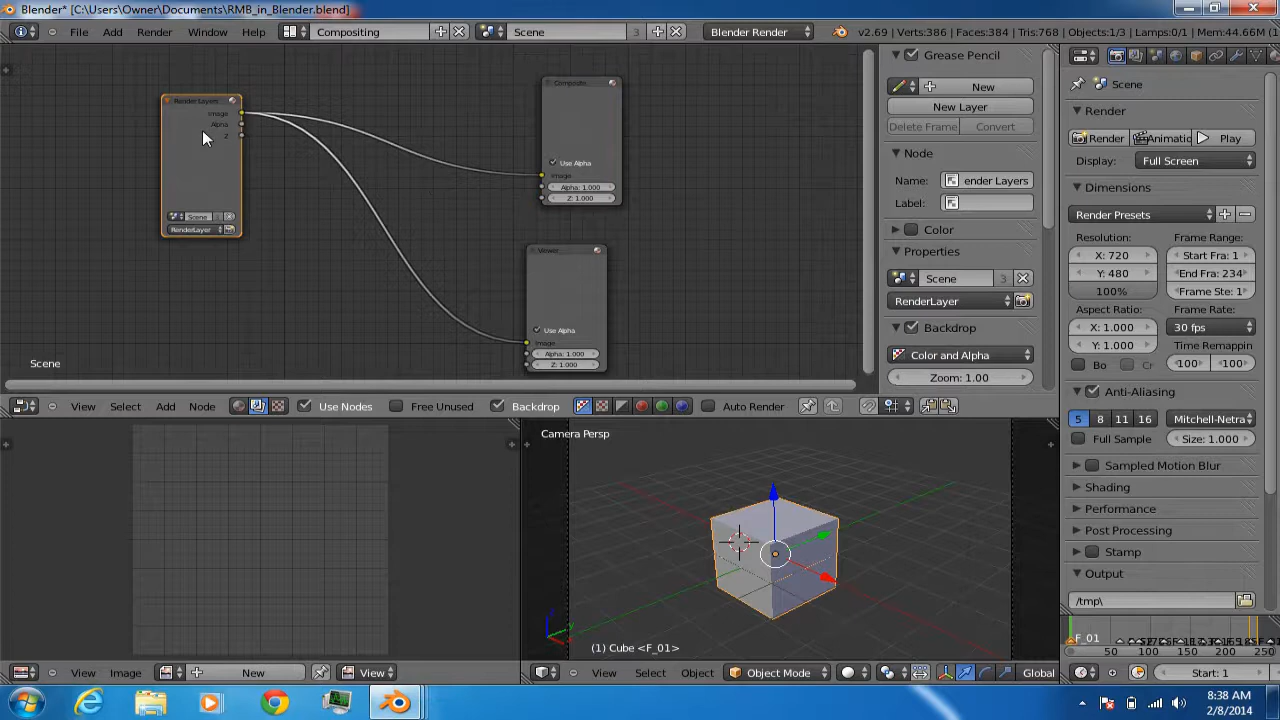 Blender* [C:\Users\Owner\Documents\RMB_in_Blender.blend]
File Add Render Window Help Compositing Scene 3 Blender Render v2.69 | Verts:386 | Faces:384 | Tris:768 | Objects:1/3 | Lamps:0/1 | Mem:44.66M
Render Layers
Image
Alpha
Z
Scene
RenderLayer
Composite
Use Alpha
Image
Alpha: 1.000
Z: 1.000
Viewer
Use Alpha
Image
Alpha: 1.000
Z: 1.000
Scene
Grease Pencil
New
New Layer
Delete Frame Convert
Node
Name: ender Layers
Label:
Color
Properties
Scene 3
RenderLayer
Backdrop
Color and Alpha
Zoom: 1.00
View Select Add Node Use Nodes Free Unused Backdrop Auto Render
Camera Persp
(1) Cube <F_01>
View Image New View
View Select Object Object Mode Global
Scene
Render
Render Animatic Play
Display: Full Screen
Dimensions
Render Presets
Resolution: Frame Range:
X: 720 Start Fra: 1
Y: 480 End Fra: 234
100% Frame Ste: 1
Aspect Ratio: Frame Rate:
X: 1.000 30 fps
Y: 1.000 Time Remappin
Bo Cr 100 100
Anti-Aliasing
5 8 11 16 Mitchell-Netra
Full Sample Size: 1.000
Sampled Motion Blur
Shading
Performance
Post Processing
Stamp
Output
/tmp\
F_01
0 50 100 150 200 250
Start: 1
8:38 AM
2/8/2014